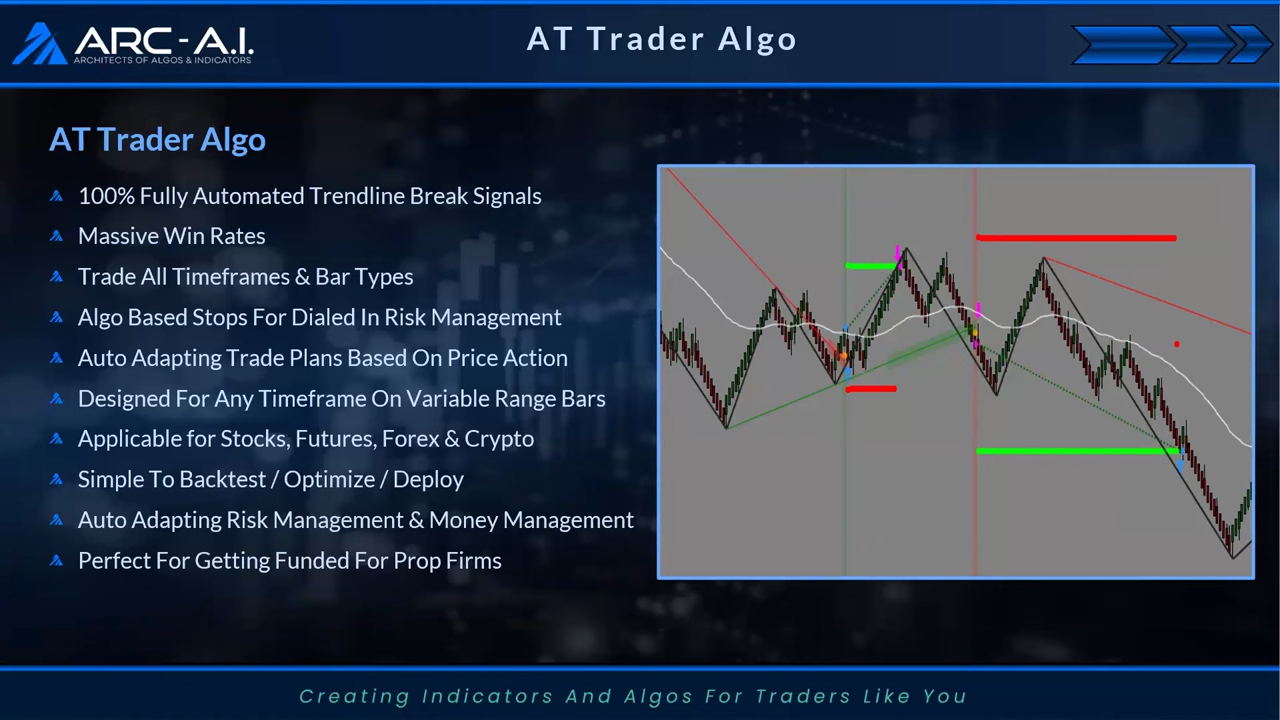 ARC-A.I.
ARCHITECTS OF ALGOS & INDICATORS
AT Trader Algo
AT Trader Algo
100% Fully Automated Trendline Break Signals
Massive Win Rates
Trade All Timeframes & Bar Types
Algo Based Stops For Dialed In Risk Management
Auto Adapting Trade Plans Based On Price Action
Designed For Any Timeframe On Variable Range Bars
Applicable for Stocks, Futures, Forex & Crypto
Simple To Backtest / Optimize / Deploy
Auto Adapting Risk Management & Money Management
Perfect For Getting Funded For Prop Firms
Creating Indicators And Algos For Traders Like You